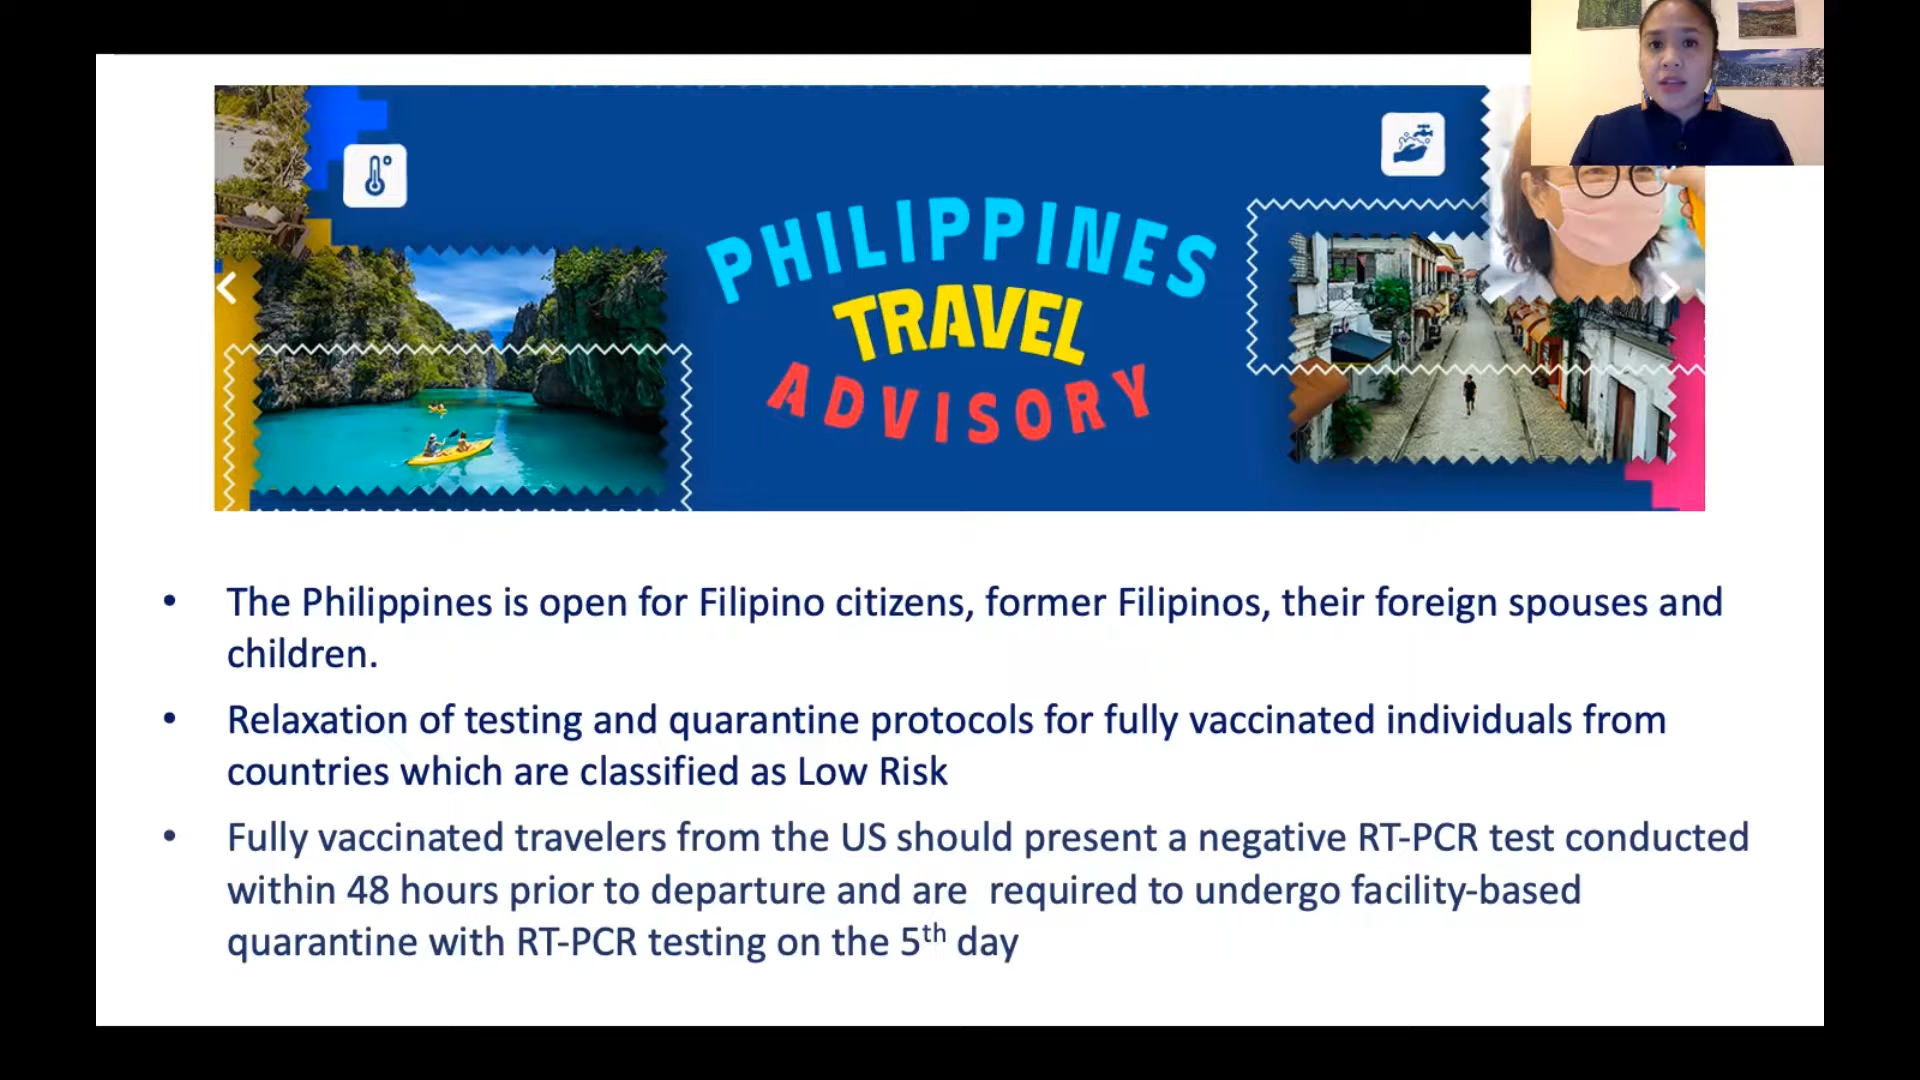 PHILIPPINES
TRAVEL
ADVISORY
• The Philippines is open for Filipino citizens, former Filipinos, their foreign spouses and
children.
• Relaxation of testing and quarantine protocols for fully vaccinated individuals from
countries which are classified as Low Risk
• Fully vaccinated travelers from the US should present a negative RT-PCR test conducted
within 48 hours prior to departure and are  required to undergo facility-based
quarantine with RT-PCR testing on the 5th day